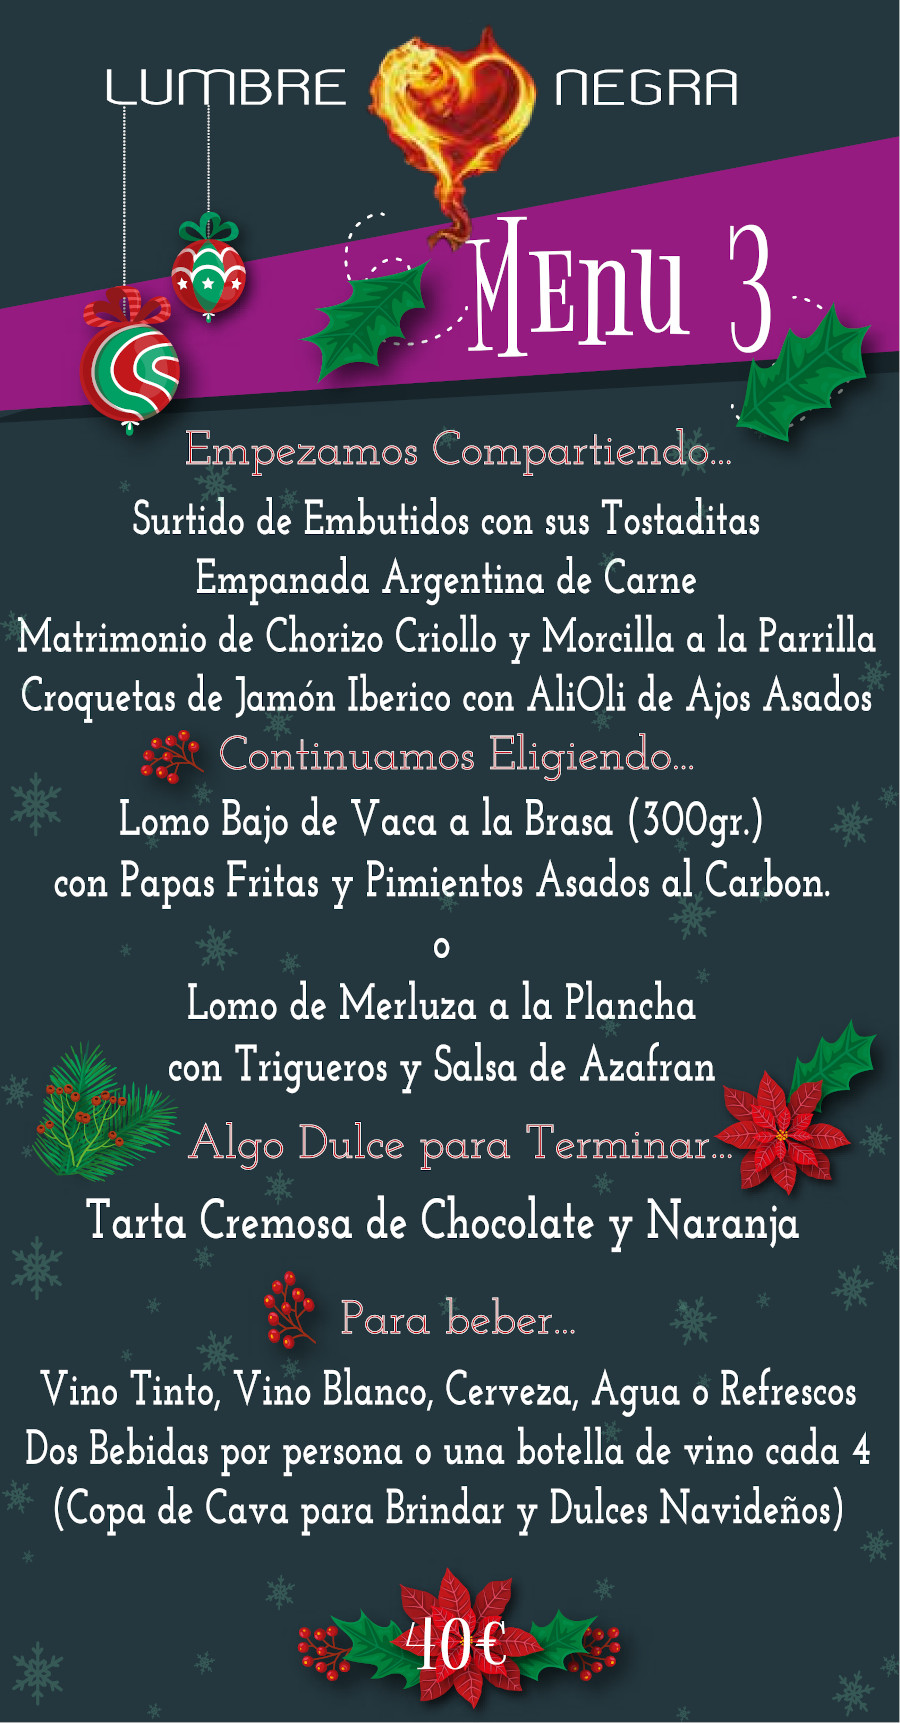 LUMBRE NEGRA
Menu 3
Empezamos Compartiendo...
Surtido de Embutidos con sus Tostaditas
Empanada Argentina de Carne
Matrimonio de Chorizo Criollo y Morcilla a la Parrilla
Croquetas de Jamón Iberico con AliOli de Ajos Asados
Continuamos Eligiendo...
Lomo Bajo de Vaca a la Brasa (300gr.)
con Papas Fritas y Pimientos Asados al Carbon.
o
Lomo de Merluza a la Plancha
con Trigueros y Salsa de Azafran
Algo Dulce para Terminar...
Tarta Cremosa de Chocolate y Naranja
Para beber...
Vino Tinto, Vino Blanco, Cerveza, Agua o Refrescos
Dos Bebidas por persona o una botella de vino cada 4
(Copa de Cava para Brindar y Dulces Navideños)
40€